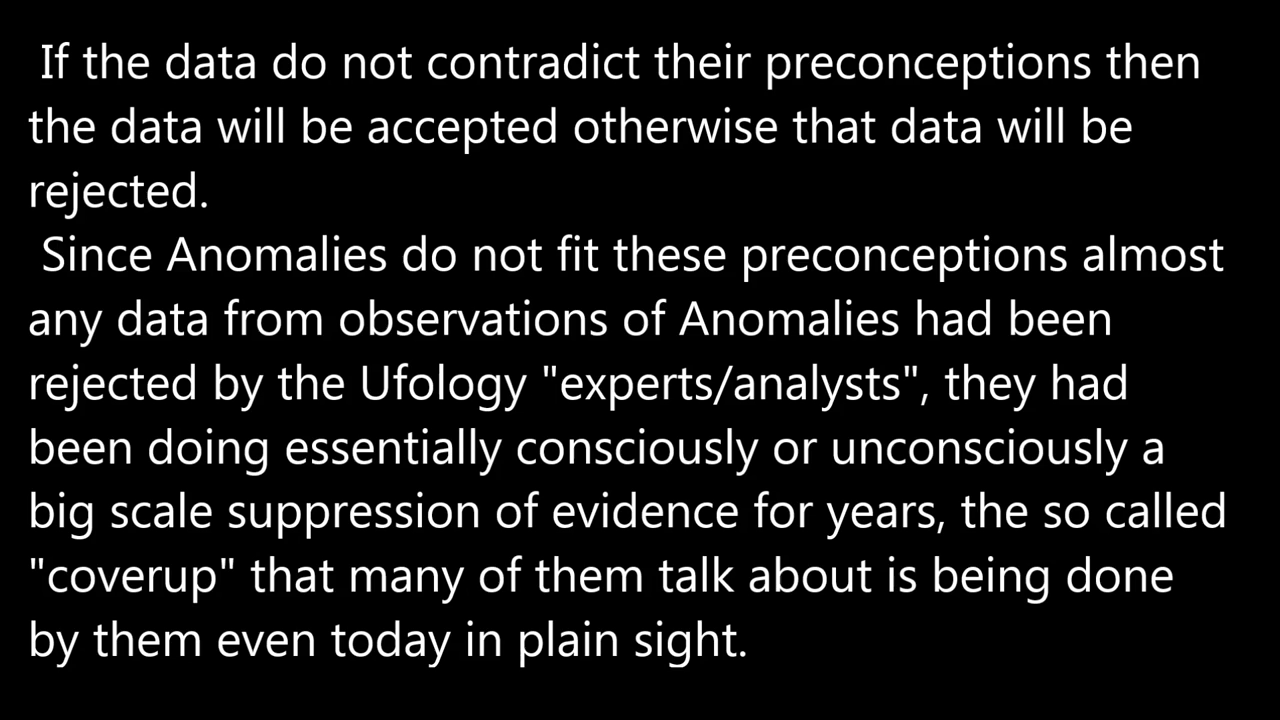 If the data do not contradict their preconceptions then
the data will be accepted otherwise that data will be
rejected.
Since Anomalies do not fit these preconceptions almost
any data from observations of Anomalies had been
rejected by the Ufology "experts/analysts", they had
been doing essentially consciously or unconsciously a
big scale suppression of evidence for years, the so called
"coverup" that many of them talk about is being done
by them even today in plain sight.